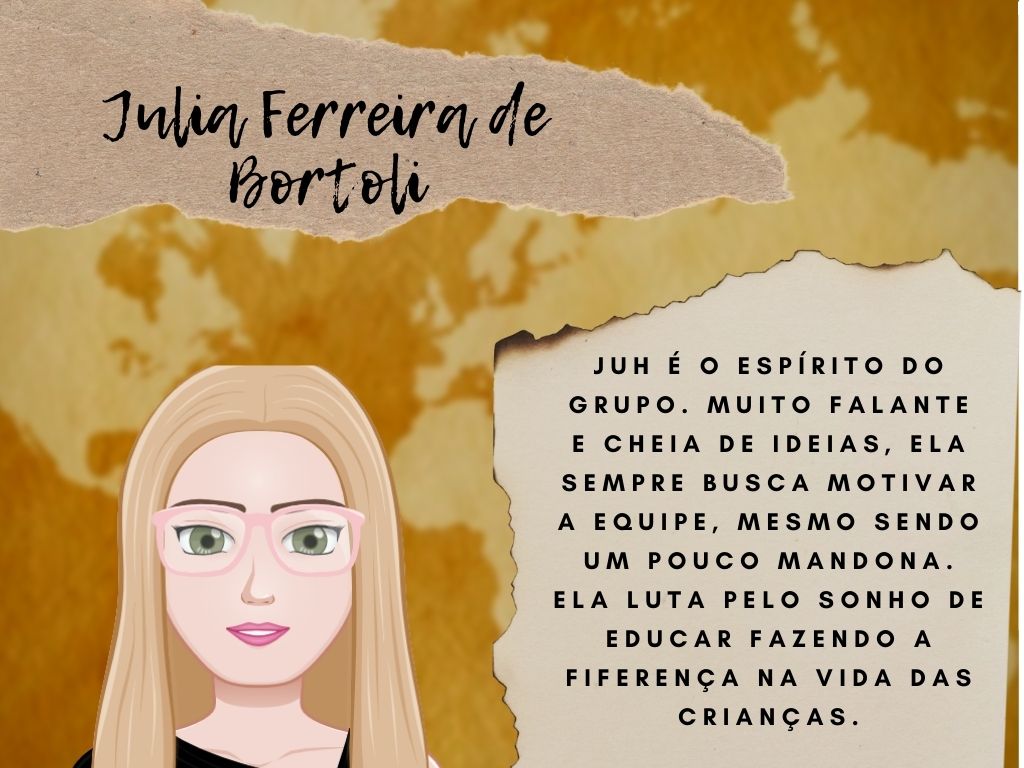 Julia Ferreira de
Bortoli
JUH É O ESPÍRITO DO
GRUPO. MUITO FALANTE
E CHEIA DE IDEIAS, ELA
SEMPRE BUSCA MOTIVAR
A EQUIPE, MESMO SENDO
UM POUCO MANDONA.
ELA LUTA PELO SONHO DE
EDUCAR FAZENDO A
FIFERENÇA NA VIDA DAS
CRIANÇAS.